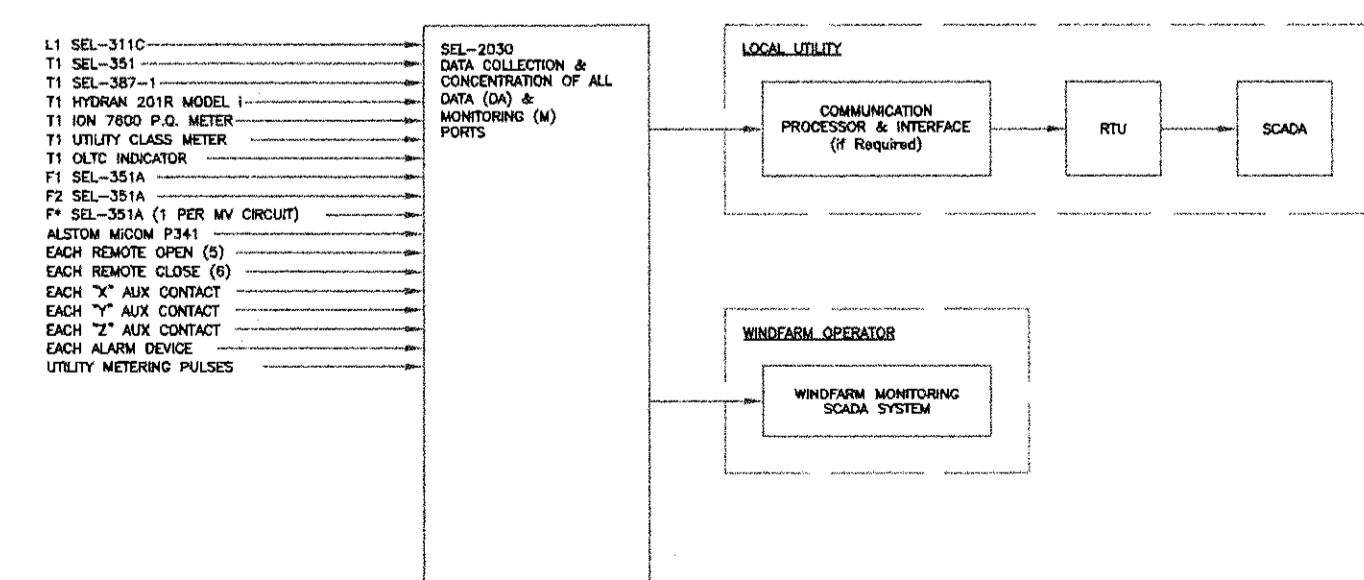 L1 SEL-311C
T1 SEL-351
T1 SEL-387-1
T1 HYDRAN 201R MODEL i
T1 ION 7600 P.Q. METER
T1 UTILITY CLASS METER
T1 OLTC INDICATOR
F1 SEL-351A
F2 SEL-351A
F* SEL-351A (1 PER MV CIRCUIT)
ALSTOM MiCOM P341
EACH REMOTE OPEN (5)
EACH REMOTE CLOSE (6)
EACH "X" AUX CONTACT
EACH "Y" AUX CONTACT
EACH "Z" AUX CONTACT
EACH ALARM DEVICE
UTILITY METERING PULSES
SEL-2030
DATA COLLECTION &
CONCENTRATION OF ALL
DATA (DA) &
MONITORING (M)
PORTS
LOCAL UTILITY
COMMUNICATION
PROCESSOR & INTERFACE
(if Required)
RTU
SCADA
WINDFARM OPERATOR
WINDFARM MONITORING
SCADA SYSTEM